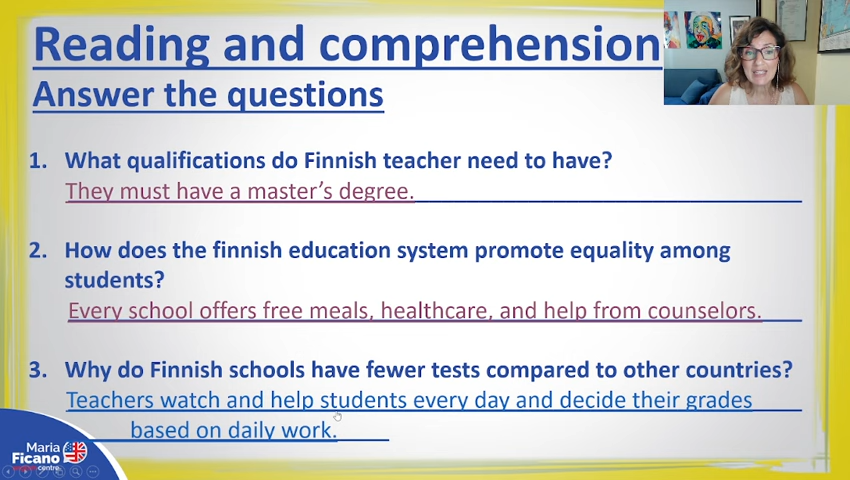 Reading and comprehension
Answer the questions
1. What qualifications do Finnish teacher need to have?
They must have a master's degree.
2. How does the finnish education system promote equality among
students?
Every school offers free meals, healthcare, and help from counselors.
3. Why do Finnish schools have fewer tests compared to other countries?
Teachers watch and help students every day and decide their grades
based on daily work.
Maria
Ficano